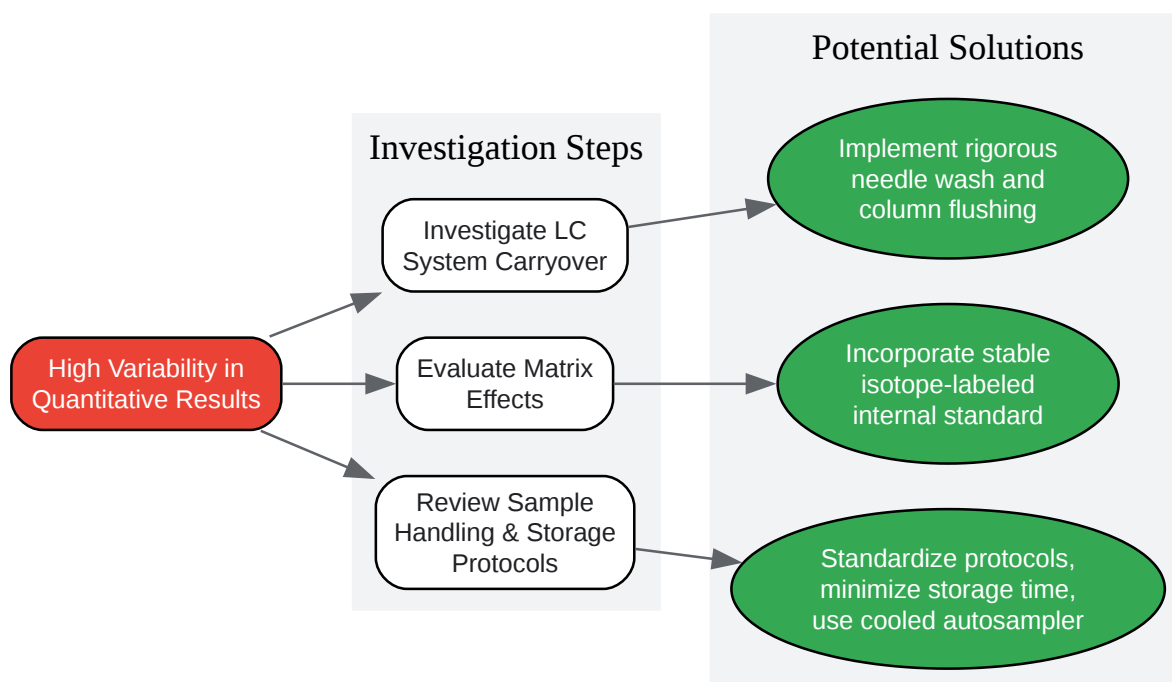 High Variability in
Quantitative Results
Investigation Steps
Investigate LC
System Carryover
Evaluate Matrix
Effects
Review Sample
Handling & Storage
Protocols
Potential Solutions
Implement rigorous
needle wash and
column flushing
Incorporate stable
isotope-labeled
internal standard
Standardize protocols,
minimize storage time,
use cooled autosampler